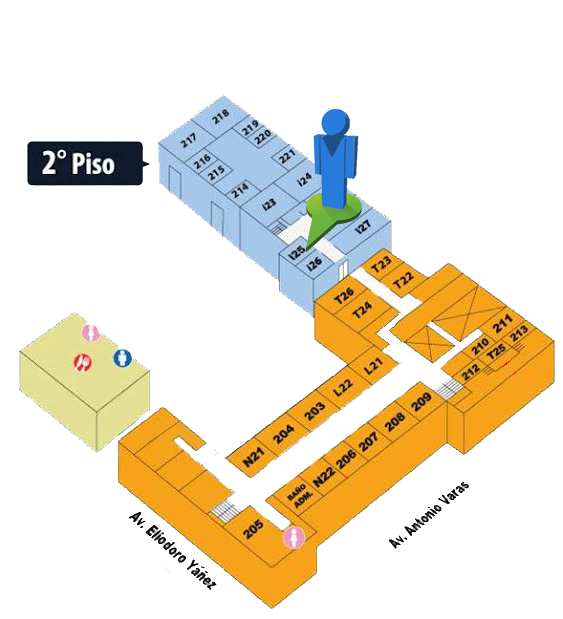 2° Piso
218
217
219
220
216
215
221
214
I24
I23
I27
I25
I26
T23
T22
T26
T24
211
213
210
T25
212
L21
L22
203
204
N21
209
208
207
206
N22
BAÑO
ADM.
205
Av. Eliodoro Yáñez
Av. Antonio Varas